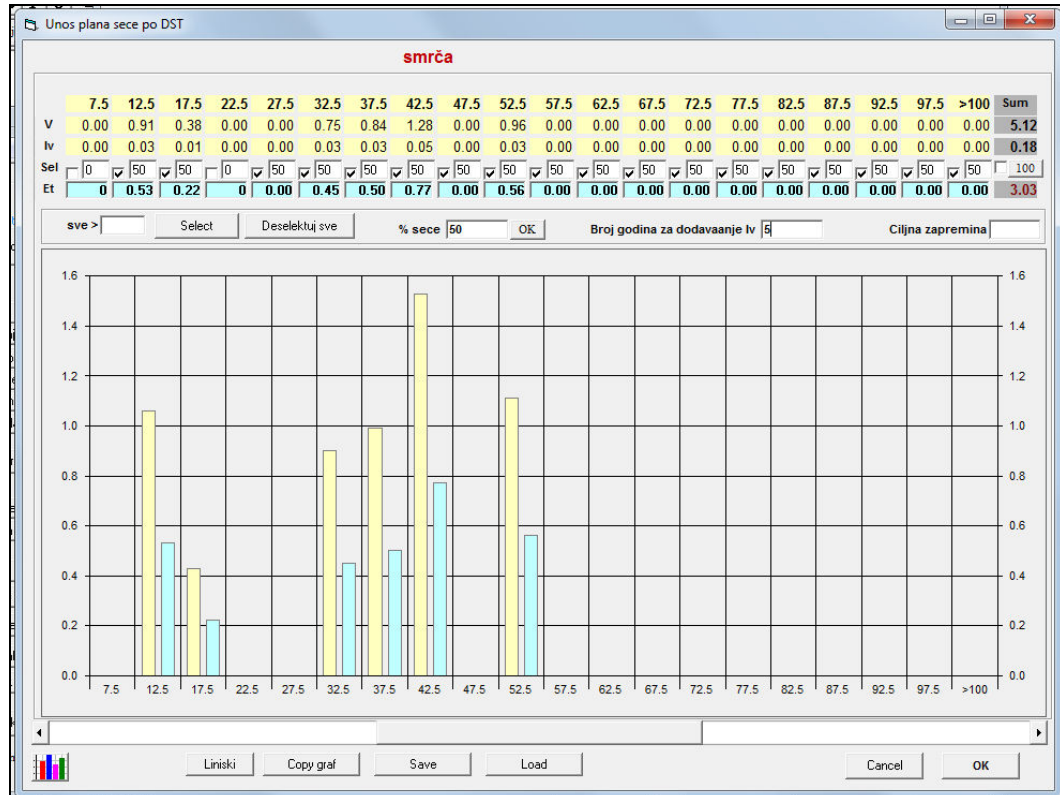 Unos plana sece po DST
smrča
7.5 12.5 17.5 22.5 27.5 32.5 37.5 42.5 47.5 52.5 57.5 62.5 67.5 72.5 77.5 82.5 87.5 92.5 97.5 >100 Sum
V 0.00 0.91 0.38 0.00 0.00 0.75 0.84 1.28 0.00 0.96 0.00 0.00 0.00 0.00 0.00 0.00 0.00 0.00 0.00 0.00 5.12
Iv 0.00 0.03 0.01 0.00 0.00 0.03 0.03 0.05 0.00 0.03 0.00 0.00 0.00 0.00 0.00 0.00 0.00 0.00 0.00 0.00 0.18
Sel 0 50 50 0 50 50 50 50 50 50 50 50 50 50 50 50 50 50 50 50 100
Et 0 0.53 0.22 0 0.00 0.45 0.50 0.77 0.00 0.56 0.00 0.00 0.00 0.00 0.00 0.00 0.00 0.00 0.00 0.00 3.03
sve > Select Deselektuj sve % sece 50 OK Broj godina za dodavaanje Iv 5 Ciljna zapremina
1.6 1.6
1.4 1.4
1.2 1.2
1.0 1.0
0.8 0.8
0.6 0.6
0.4 0.4
0.2 0.2
0.0 0.0
7.5 12.5 17.5 22.5 27.5 32.5 37.5 42.5 47.5 52.5 57.5 62.5 67.5 72.5 77.5 82.5 87.5 92.5 97.5 >100
Liniski Copy graf Save Load Cancel OK